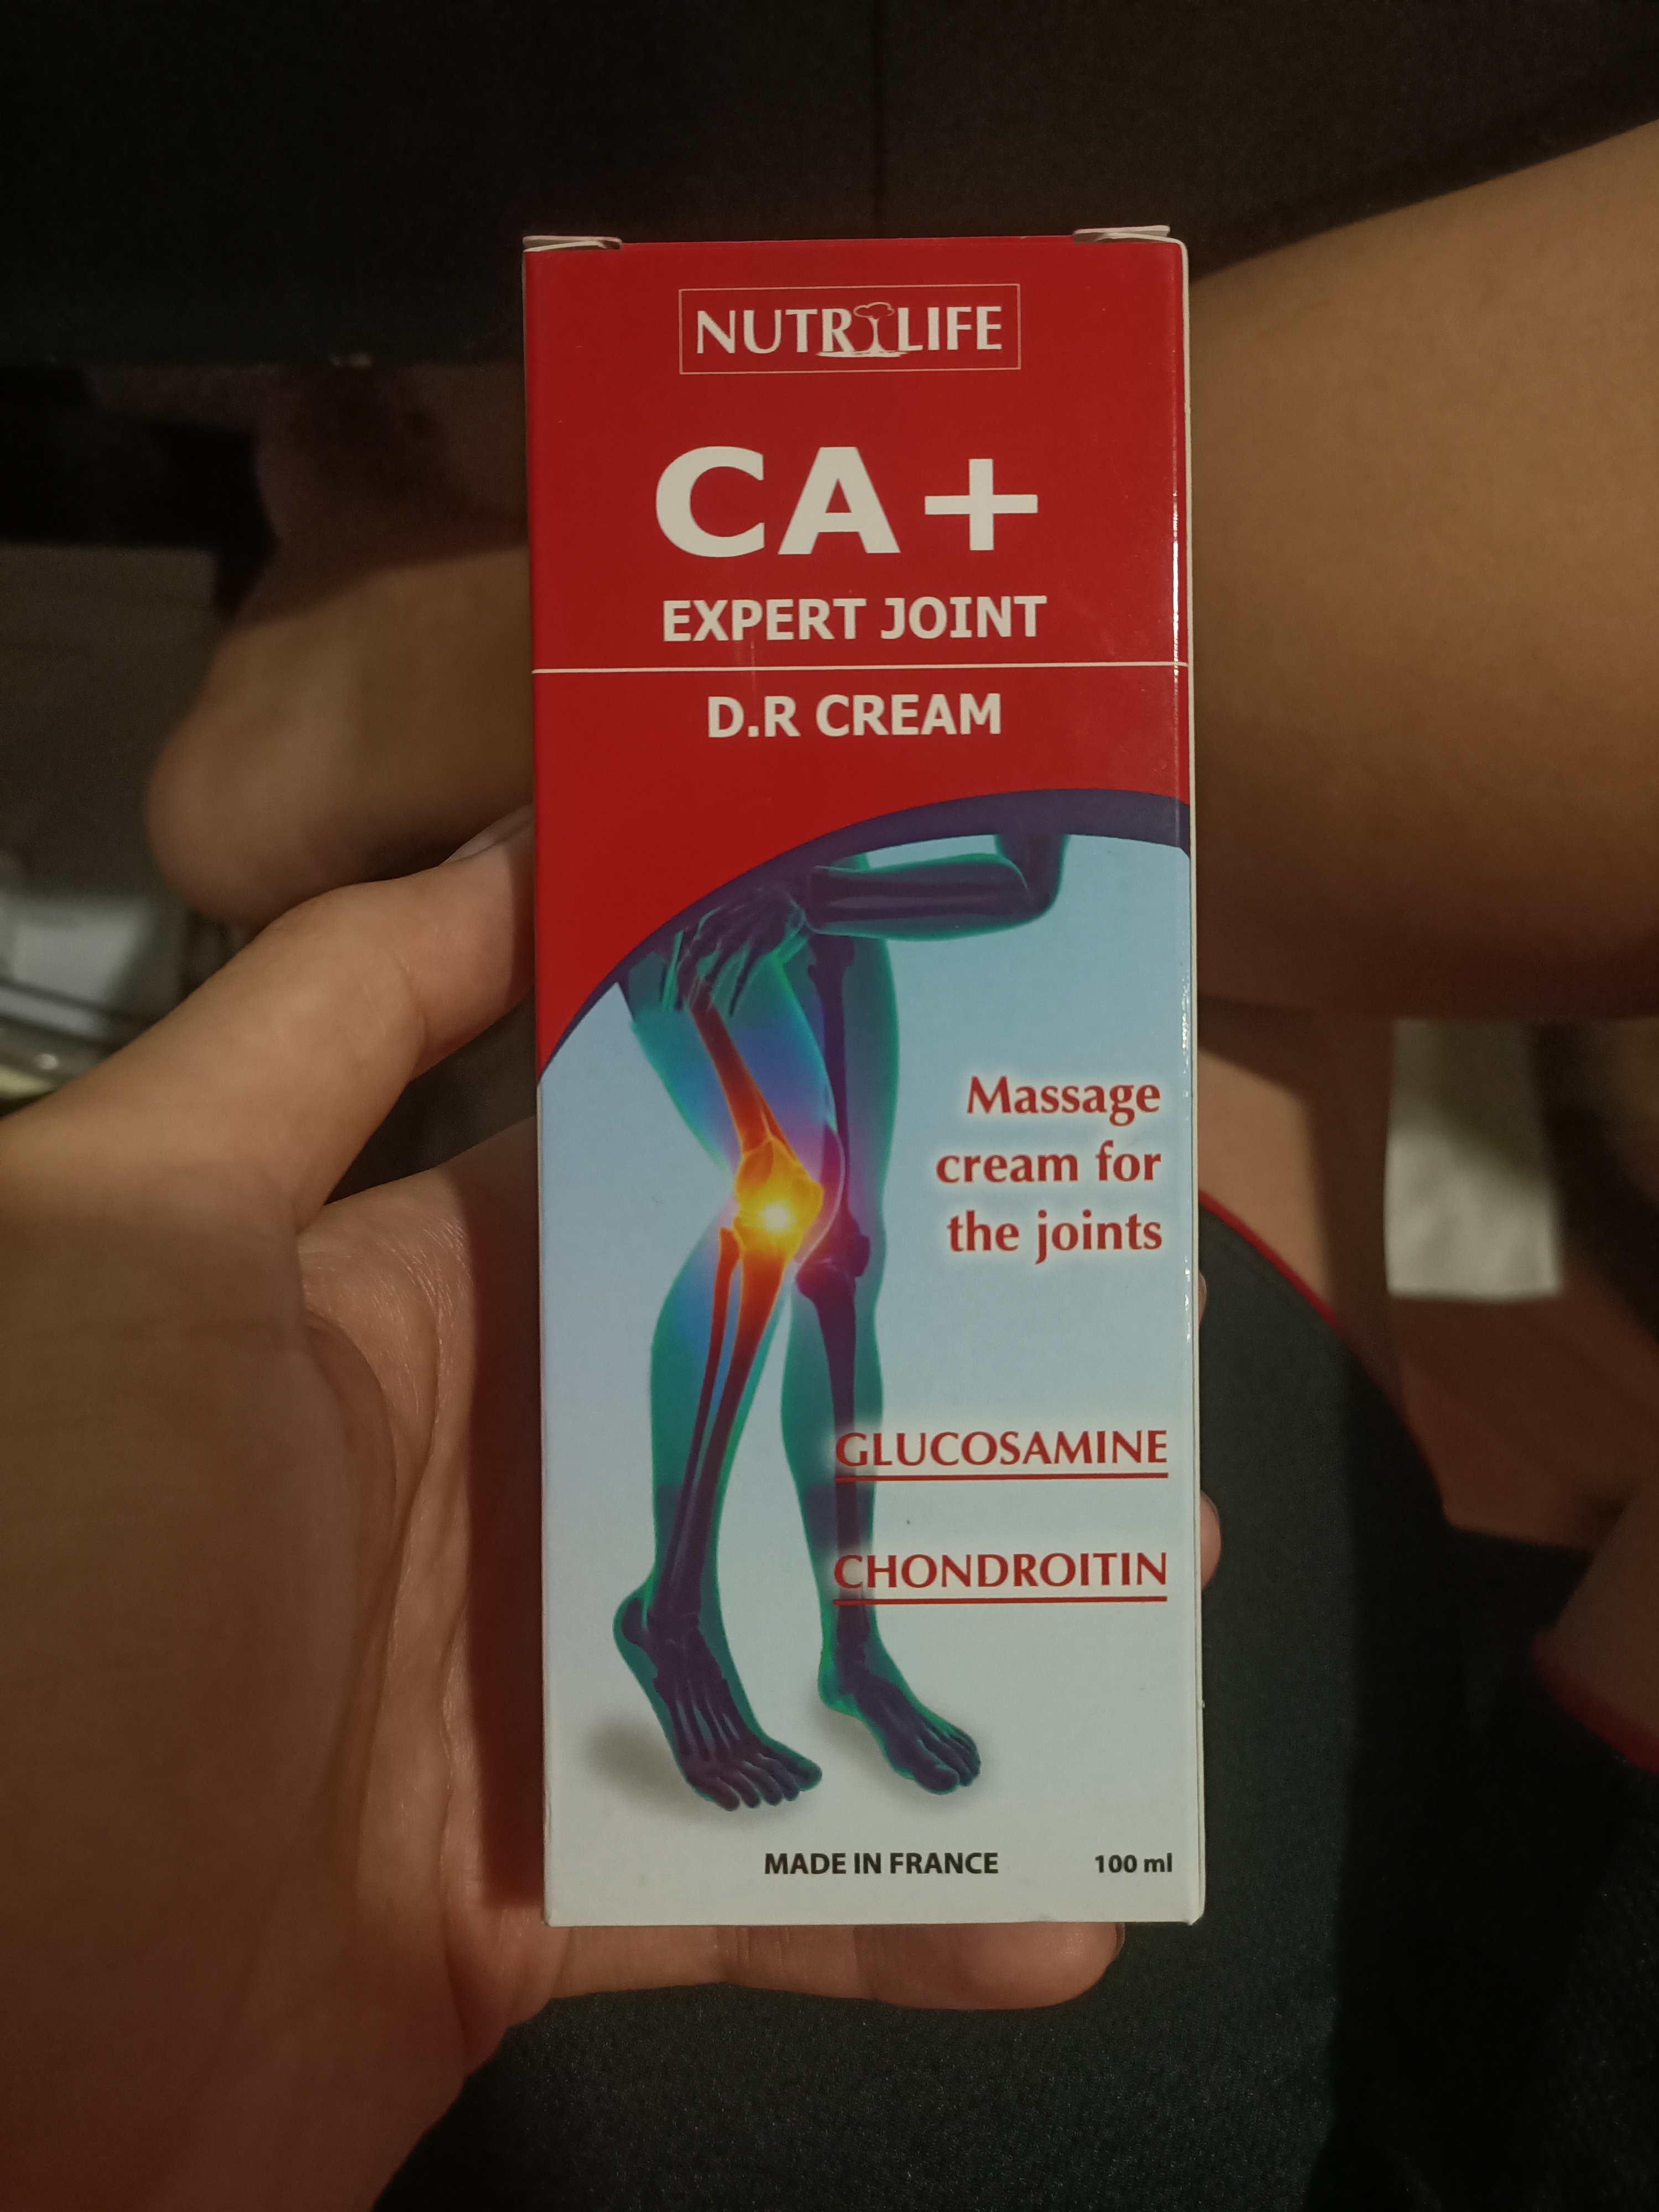 NUTRILIFE
CA+
EXPERT JOINT
D.R CREAM
Massage
cream for
the joints
GLUCOSAMINE
CHONDROITIN
MADE IN FRANCE 100 ml